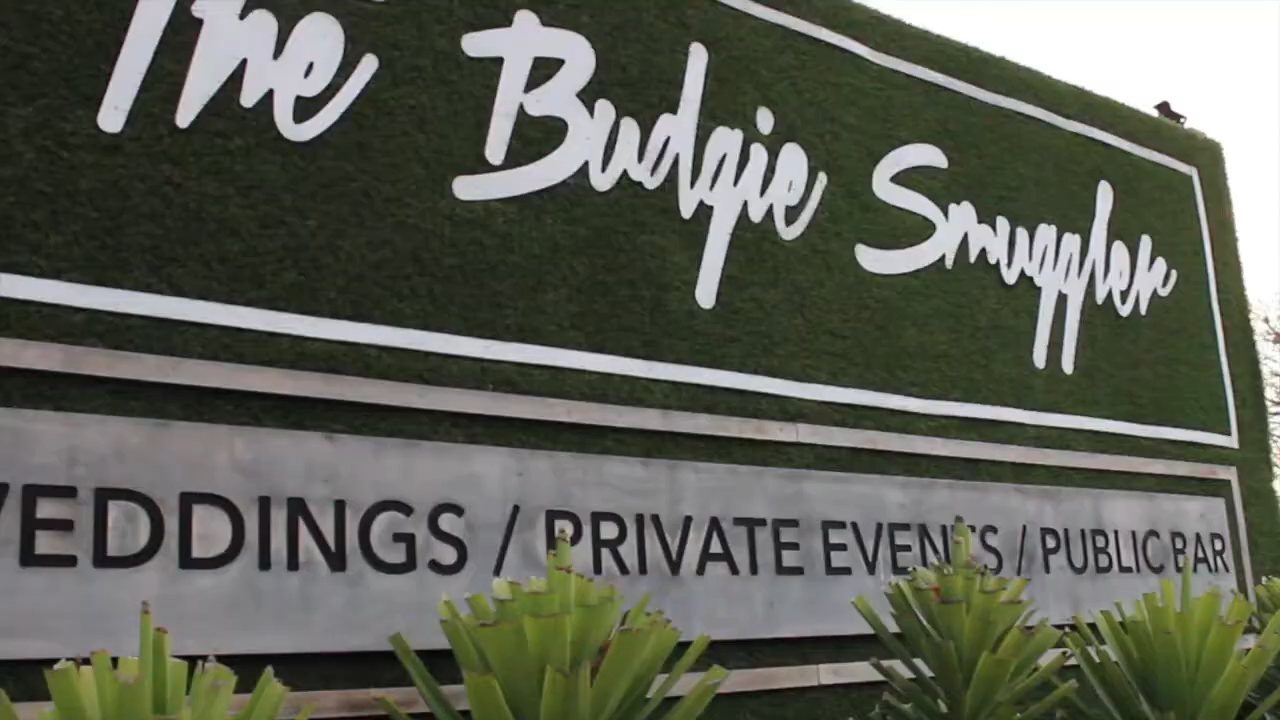 The Budgie Smuggler
WEDDINGS / PRIVATE EVENTS / PUBLIC BAR